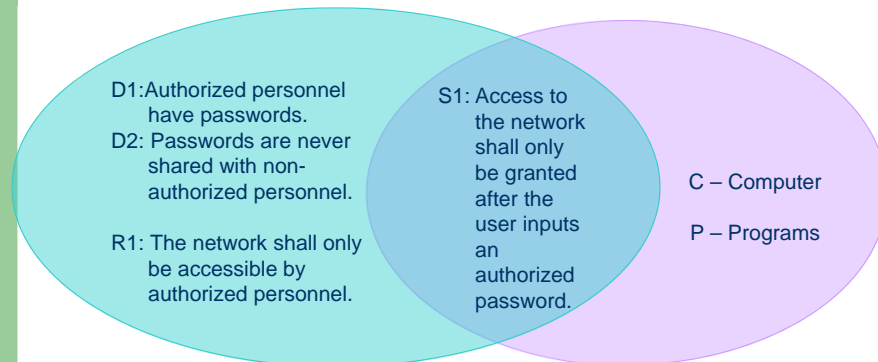 D1:Authorized personnel
have passwords.
D2: Passwords are never
shared with non-
authorized personnel.
R1: The network shall only
be accessible by
authorized personnel.
S1: Access to
the network
shall only
be granted
after the
user inputs
an
authorized
password.
C – Computer
P – Programs